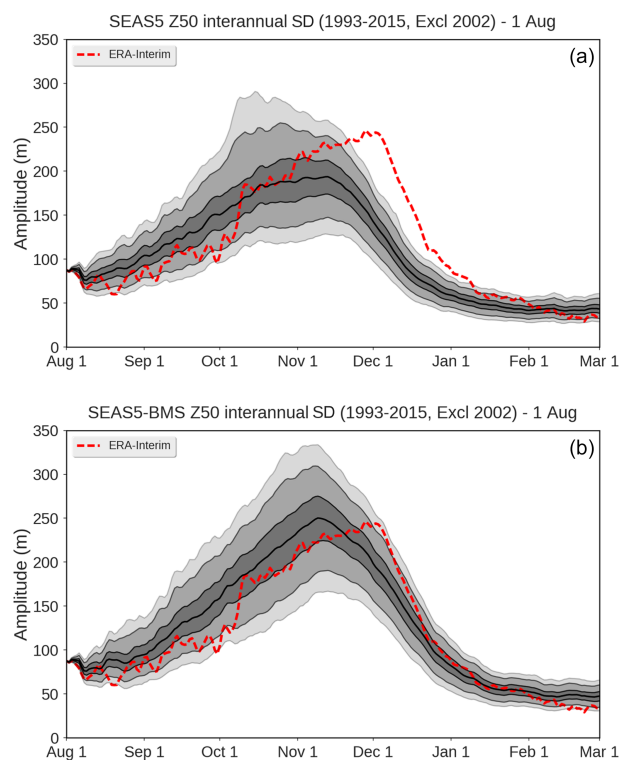 SEAS5 Z50 interannual SD (1993-2015, Excl 2002) - 1 Aug
350
300
250
200
150
100
50
0
Amplitude (m)
ERA-Interim
(a)
Aug 1 Sep 1 Oct 1 Nov 1 Dec 1 Jan 1 Feb 1 Mar 1
SEAS5-BMS Z50 interannual SD (1993-2015, Excl 2002) - 1 Aug
350
300
250
200
150
100
50
0
Amplitude (m)
ERA-Interim
(b)
Aug 1 Sep 1 Oct 1 Nov 1 Dec 1 Jan 1 Feb 1 Mar 1